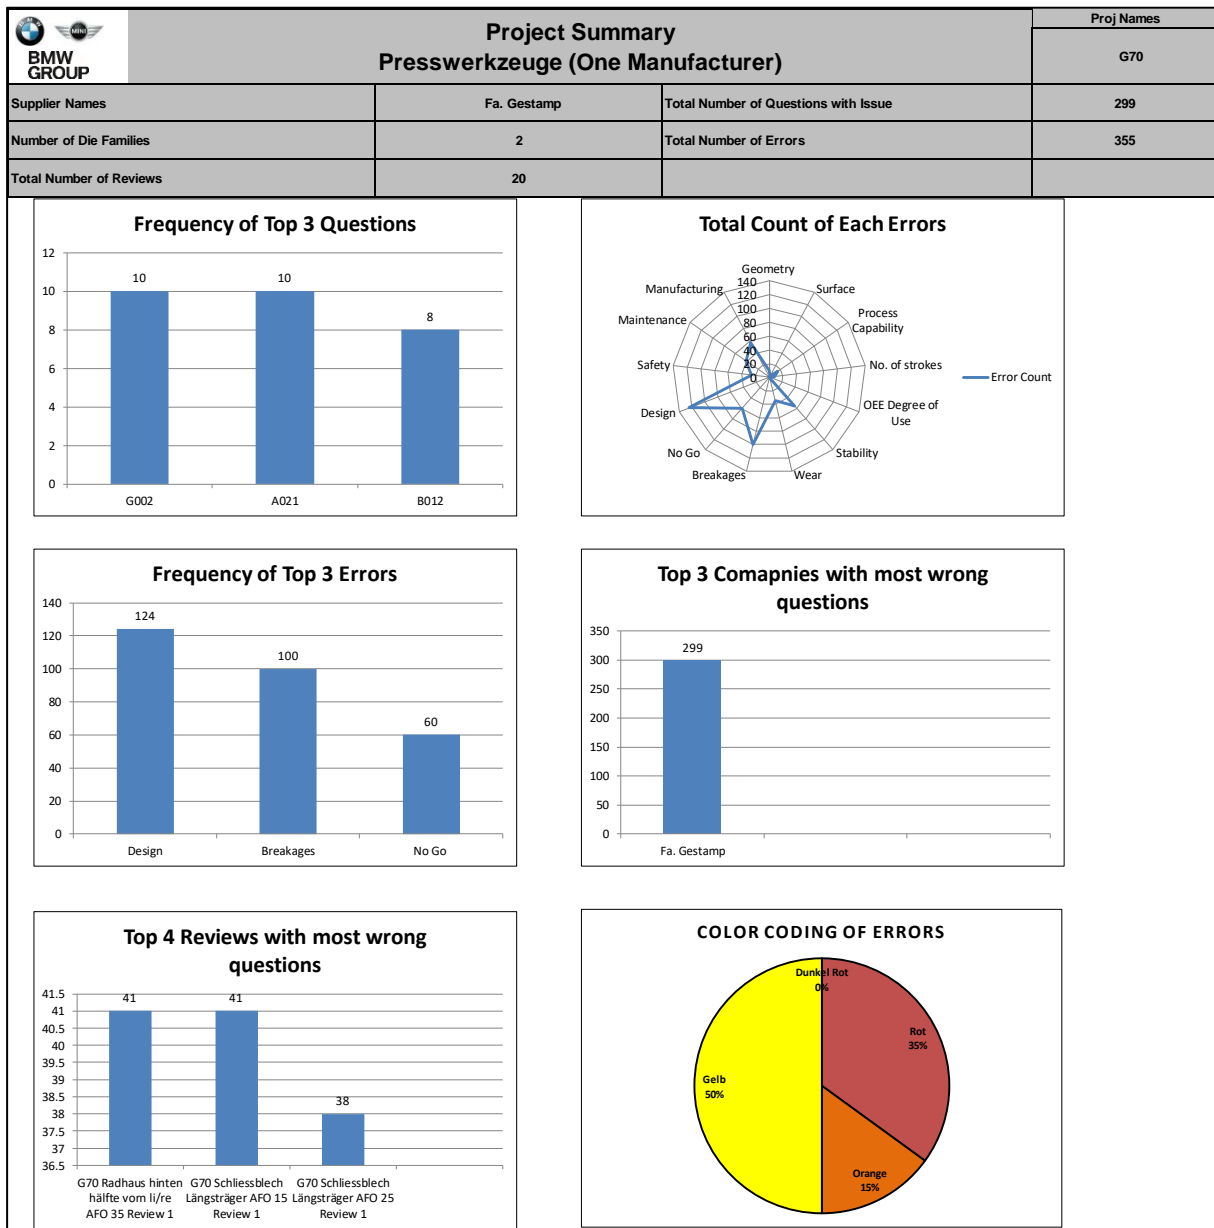 BMW
GROUP
MINI
Project Summary
Presswerkzeuge (One Manufacturer)
Proj Names
G70
Supplier Names
Fa. Gestamp
Total Number of Questions with Issue
299
Number of Die Families
2
Total Number of Errors
355
Total Number of Reviews
20
Frequency of Top 3 Questions
12
10
8
6
4
2
0
10
10
8
G002
A021
B012
Total Count of Each Errors
Geometry
Surface
Process
Capability
No. of strokes
OEE Degree of
Use
Stability
Wear
Breakages
No Go
Design
Safety
Maintenance
Manufacturing
140
120
100
80
60
40
20
0
Error Count
Frequency of Top 3 Errors
140
120
100
80
60
40
20
0
124
100
60
Design
Breakages
No Go
Top 3 Comapnies with most wrong
questions
350
300
250
200
150
100
50
0
299
Fa. Gestamp
Top 4 Reviews with most wrong
questions
41.5
41
40.5
40
39.5
39
38.5
38
37.5
37
36.5
41
41
38
G70 Radhaus hinten
hälfte vorn li/re
AFO 35 Review 1
G70 Schliessblech
Längsträger AFO 15
Review 1
G70 Schliessblech
Längsträger AFO 25
Review 1
COLOR CODING OF ERRORS
Dunkel Rot
0%
Rot
35%
Orange
15%
Gelb
50%